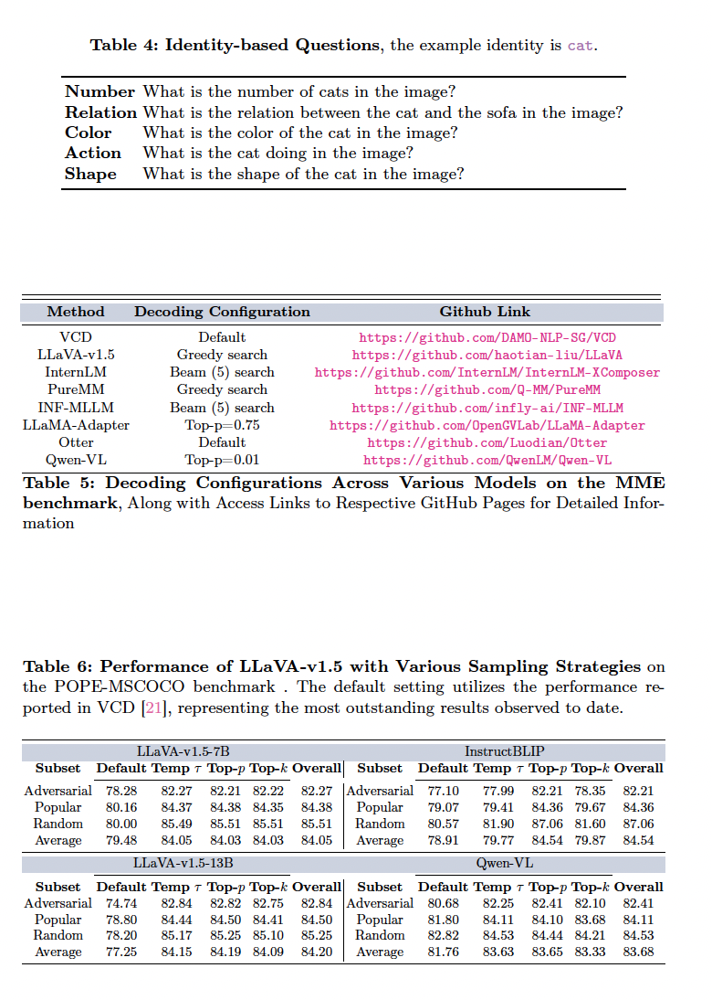 Table 4: Identity-based Questions, the example identity is cat.
Number What is the number of cats in the image?
Relation What is the relation between the cat and the sofa in the image?
Color What is the color of the cat in the image?
Action What is the cat doing in the image?
Shape What is the shape of the cat in the image?
Method Decoding Configuration Github Link
VCD Default https://github.com/DAMO-NLP-SG/VCD
LLaVA-v1.5 Greedy search https://github.com/haotian-liu/LLaVA
InternLM Beam (5) search https://github.com/InternLM/InternLM-XComposer
PureMM Greedy search https://github.com/Q-MM/PureMM
INF-MLLM Beam (5) search https://github.com/infly-ai/INF-MLLM
LLaMA-Adapter Top-p=0.75 https://github.com/OpenGVLab/LLaMA-Adapter
Otter Default https://github.com/Luodian/Otter
Qwen-VL Top-p=0.01 https://github.com/QwenLM/Qwen-VL
Table 5: Decoding Configurations Across Various Models on the MME
benchmark, Along with Access Links to Respective GitHub Pages for Detailed Infor-
mation
Table 6: Performance of LLaVA-v1.5 with Various Sampling Strategies on
the POPE-MSCOCO benchmark . The default setting utilizes the performance re-
ported in VCD [21], representing the most outstanding results observed to date.
LLaVA-v1.5-7B InstructBLIP
Subset Default Temp τ Top-p Top-k Overall Subset Default Temp τ Top-p Top-k Overall
Adversarial 78.28 82.27 82.21 82.22 82.27 Adversarial 77.10 77.99 82.21 78.35 82.21
Popular 80.16 84.37 84.38 84.35 84.38 Popular 79.07 79.41 84.36 79.67 84.36
Random 80.00 85.49 85.51 85.51 85.51 Random 80.57 81.90 87.06 81.60 87.06
Average 79.48 84.05 84.03 84.03 84.05 Average 78.91 79.77 84.54 79.87 84.54
LLaVA-v1.5-13B Qwen-VL
Subset Default Temp τ Top-p Top-k Overall Subset Default Temp τ Top-p Top-k Overall
Adversarial 74.74 82.84 82.82 82.75 82.84 Adversarial 80.68 82.25 82.41 82.10 82.41
Popular 78.80 84.44 84.50 84.41 84.50 Popular 81.80 84.11 84.10 83.68 84.11
Random 78.20 85.17 85.25 85.10 85.25 Random 82.82 84.53 84.44 84.21 84.53
Average 77.25 84.15 84.19 84.09 84.20 Average 81.76 83.63 83.65 83.33 83.68